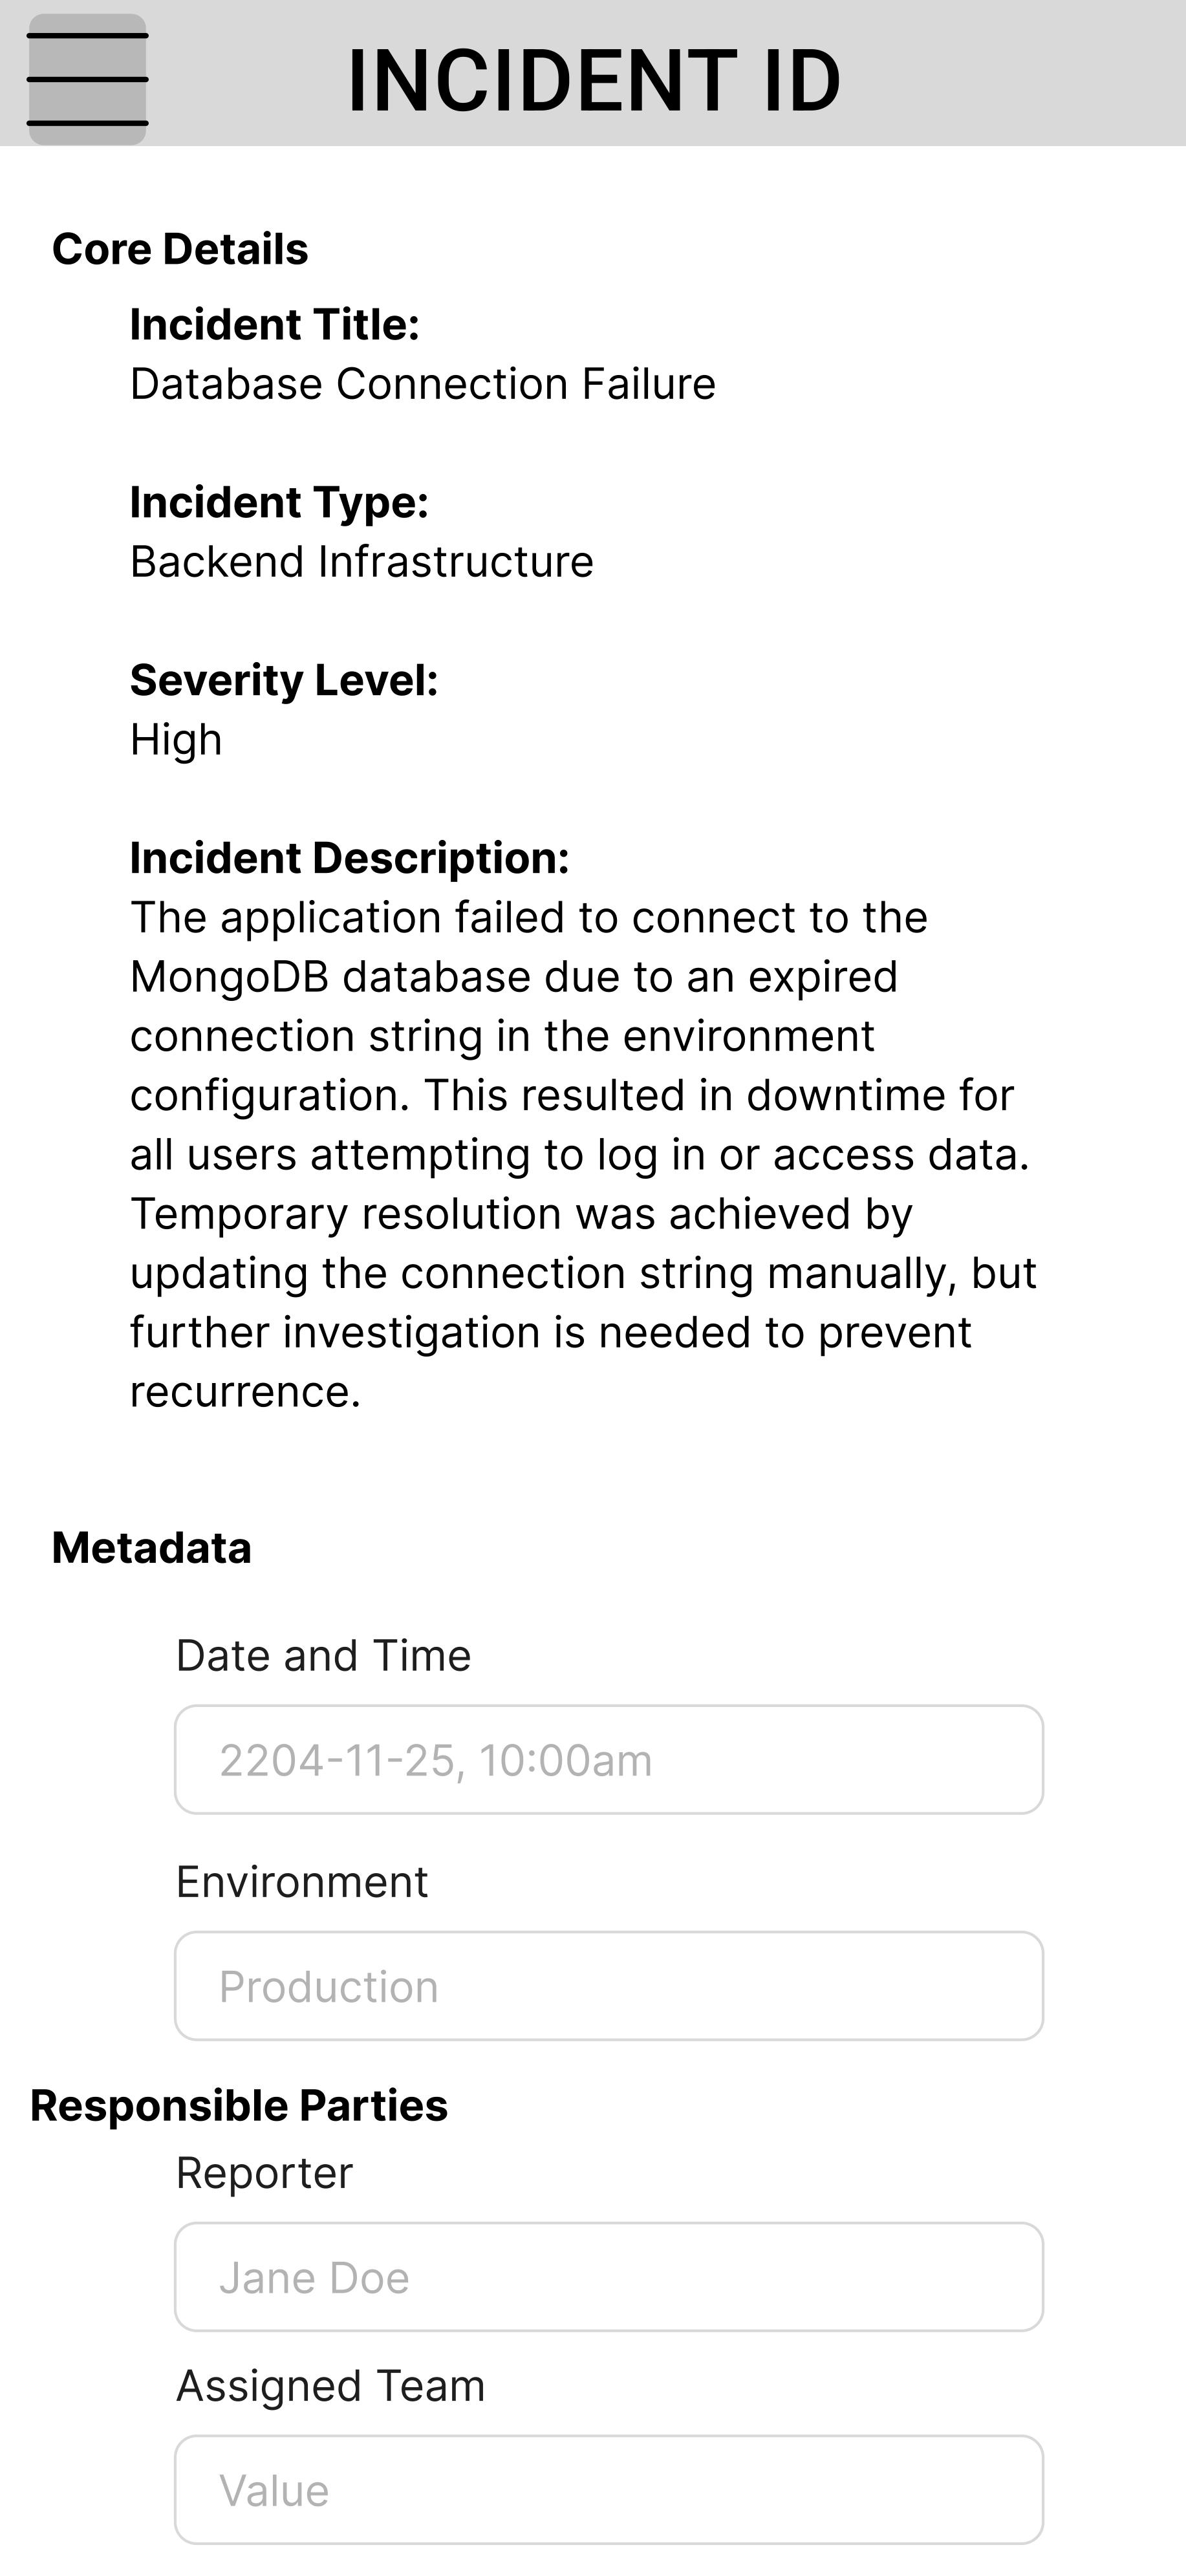 INCIDENT ID
Core Details
Incident Title:
Database Connection Failure
Incident Type:
Backend Infrastructure
Severity Level:
High
Incident Description:
The application failed to connect to the
MongoDB database due to an expired
connection string in the environment
configuration. This resulted in downtime for
all users attempting to log in or access data.
Temporary resolution was achieved by
updating the connection string manually, but
further investigation is needed to prevent
recurrence.
Metadata
Date and Time
2204-11-25, 10:00am
Environment
Production
Responsible Parties
Reporter
Jane Doe
Assigned Team
Value